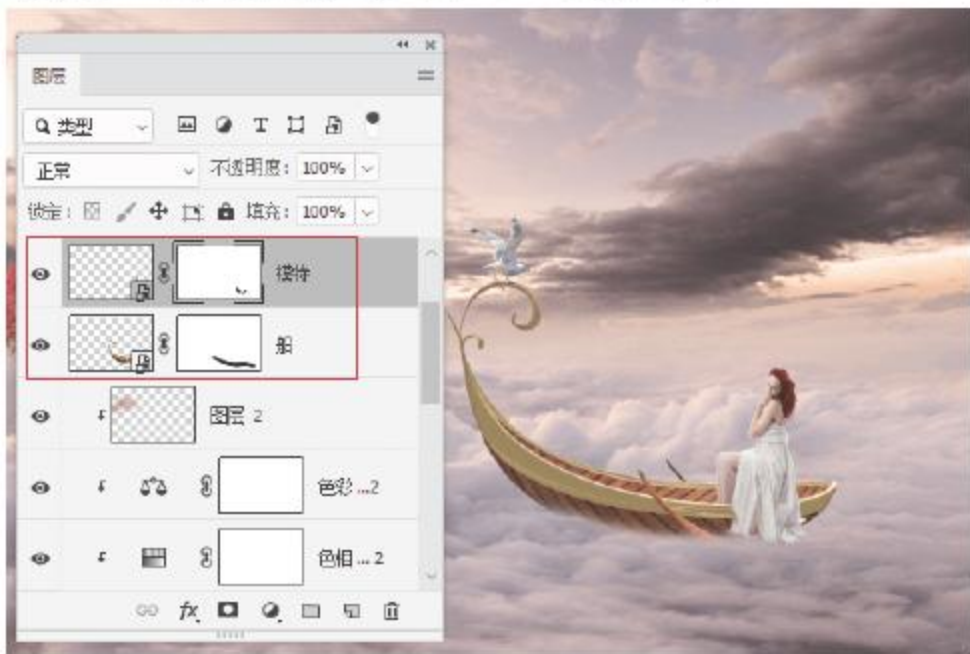 图层
类型
正常
不透明度: 100%
锁定:
填充: 100%
模特
船
图层 2
色彩 ...2
色相 ... 2